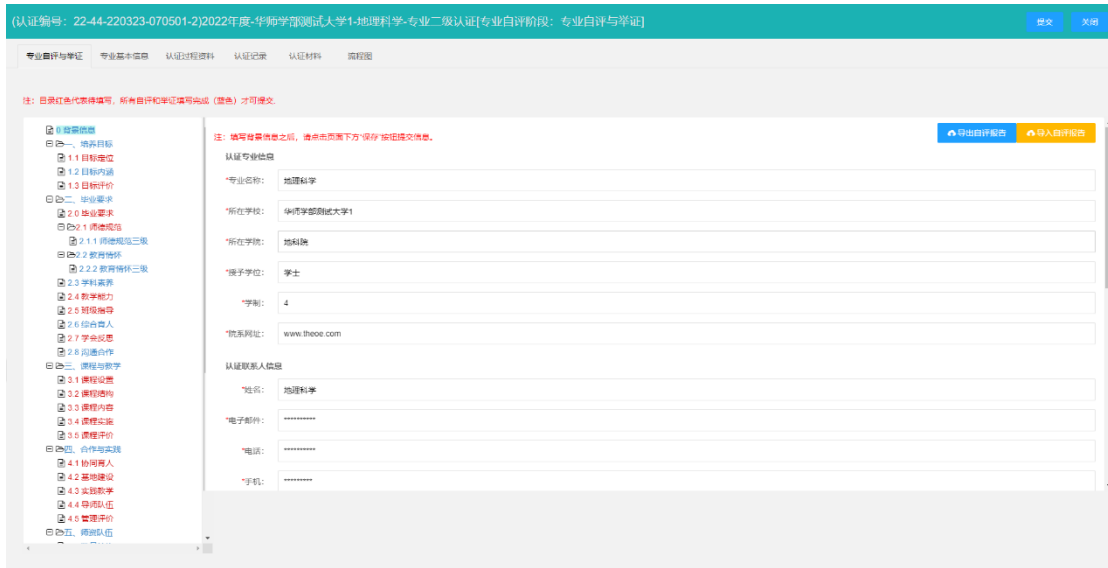 (认证编号：22-44-220323-070501-2)2022年度-华师学部测试大学1-地理科学-专业二级认证[专业自评阶段：专业自评与举证]
提交 关闭
专业自评与举证 专业基本信息 认证过程资料 认证记录 认证材料 流程图
注：目录红色代表待填写，所有自评和举证填写完成（蓝色）才可提交.
0 背景信息
一、培养目标
1.1 目标定位
1.2 目标内涵
1.3 目标评价
二、毕业要求
2.0 毕业要求
2.1 师德规范
2.1.1 师德规范三级
2.2 教育情怀
2.2.2 教育情怀三级
2.3 学科素养
2.4 教学能力
2.5 班级指导
2.6 综合育人
2.7 学会反思
2.8 沟通合作
三、课程与教学
3.1 课程设置
3.2 课程结构
3.3 课程内容
3.4 课程实施
3.5 课程评价
四、合作与实践
4.1 协同育人
4.2 基地建设
4.3 实践教学
4.4 导师队伍
4.5 管理评价
五、师资队伍
注：填写背景信息之后，请点击页面下方"保存"按钮提交信息。
导出自评报告 导入自评报告
认证专业信息
*专业名称： 地理科学
*所在学校： 华师学部测试大学1
*所在学院： 地科院
*授予学位： 学士
*学制： 4
*院系网址： www.theoe.com
认证联系人信息
*姓名： 地理科学
*电子邮件： **********
*电话： **********
*手机： *********